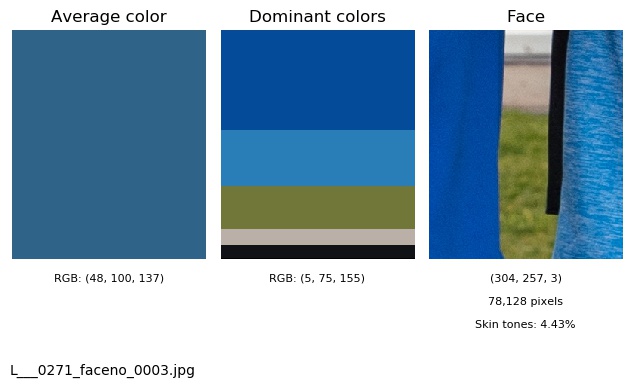 Average color
Dominant colors
Face
RGB: (48, 100, 137)
RGB: (5, 75, 155)
(304, 257, 3)
78,128 pixels
Skin tones: 4.43%
L___0271_faceno_0003.jpg